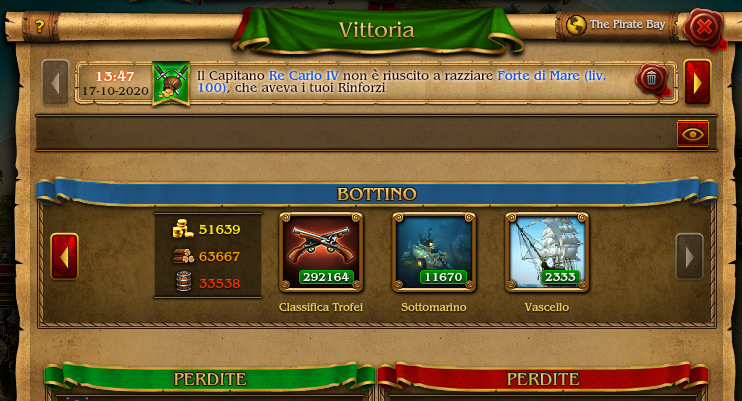 ?
Vittoria
The Pirate Bay
13:47
17-10-2020
Il Capitano Re Carlo IV non è riuscito a razziare Forte di Mare (liv.
100), che aveva i tuoi Rinforzi
BOTTINO
51639
63667
33538
292164
11670
2333
Classifica Trofei
Sottomarino
Vascello
PERDITE
PERDITE